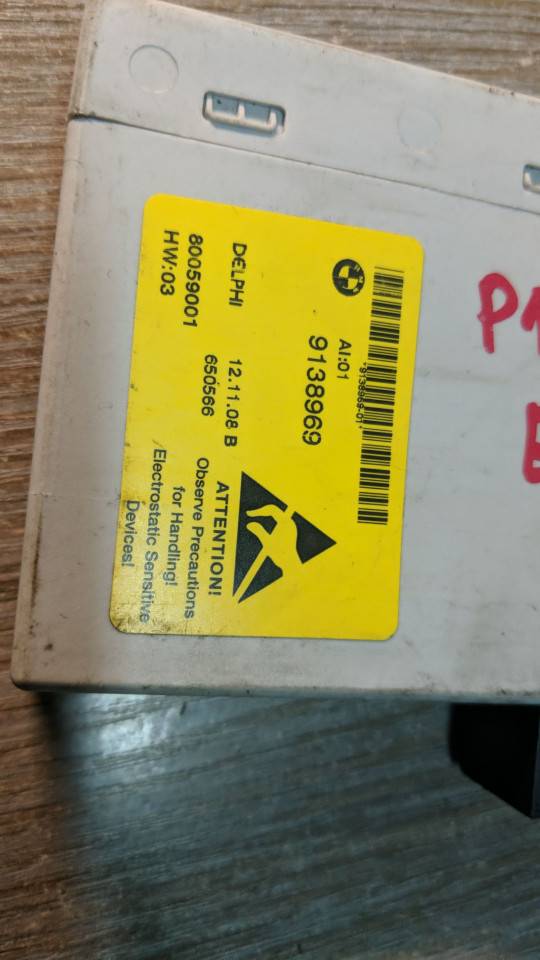 *9138969-01*
AI:01
9138969
DELPHI 12.11.08 B
650566
80059001
HW:03
ATTENTION!
Observe Precautions
for Handling!
Electrostatic Sensitive
Devices!